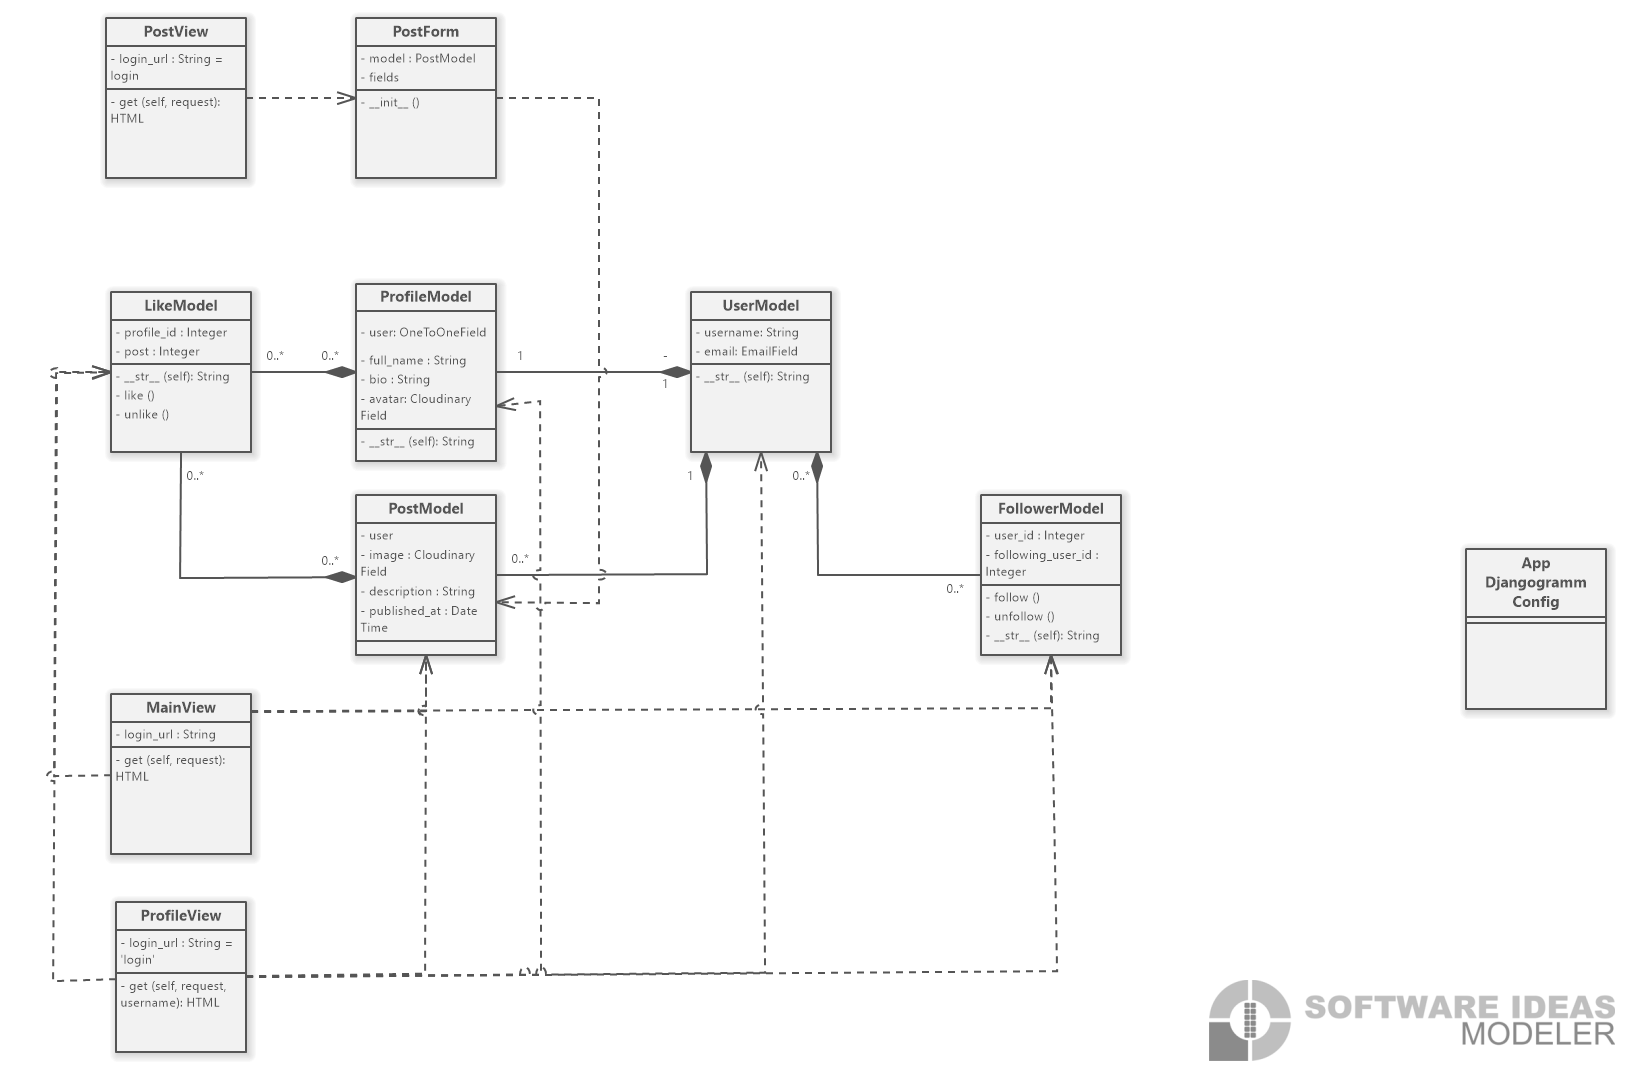 PostView
- login_url : String =
login
- get (self, request):
HTML
PostForm
- model : PostModel
- fields
- __init__ ()
LikeModel
- profile_id : Integer
- post : Integer
- __str__ (self): String
- like ()
- unlike ()
0..*
0..*
ProfileModel
- user: OneToOneField
- full_name : String
- bio : String
- avatar: Cloudinary
Field
- __str__ (self): String
1
-
1
UserModel
- username: String
- email: EmailField
- __str__ (self): String
0..*
1
0..*
0..*
PostModel
- user
- image : Cloudinary
Field
- description : String
- published_at : Date
Time
0..*
0..*
FollowerModel
- user_id : Integer
- following_user_id :
Integer
- follow ()
- unfollow ()
- __str__ (self): String
App
Djangogramm
Config
MainView
- login_url : String
- get (self, request):
HTML
ProfileView
- login_url : String =
'login'
- get (self, request,
username): HTML
SOFTWARE IDEAS
MODELER